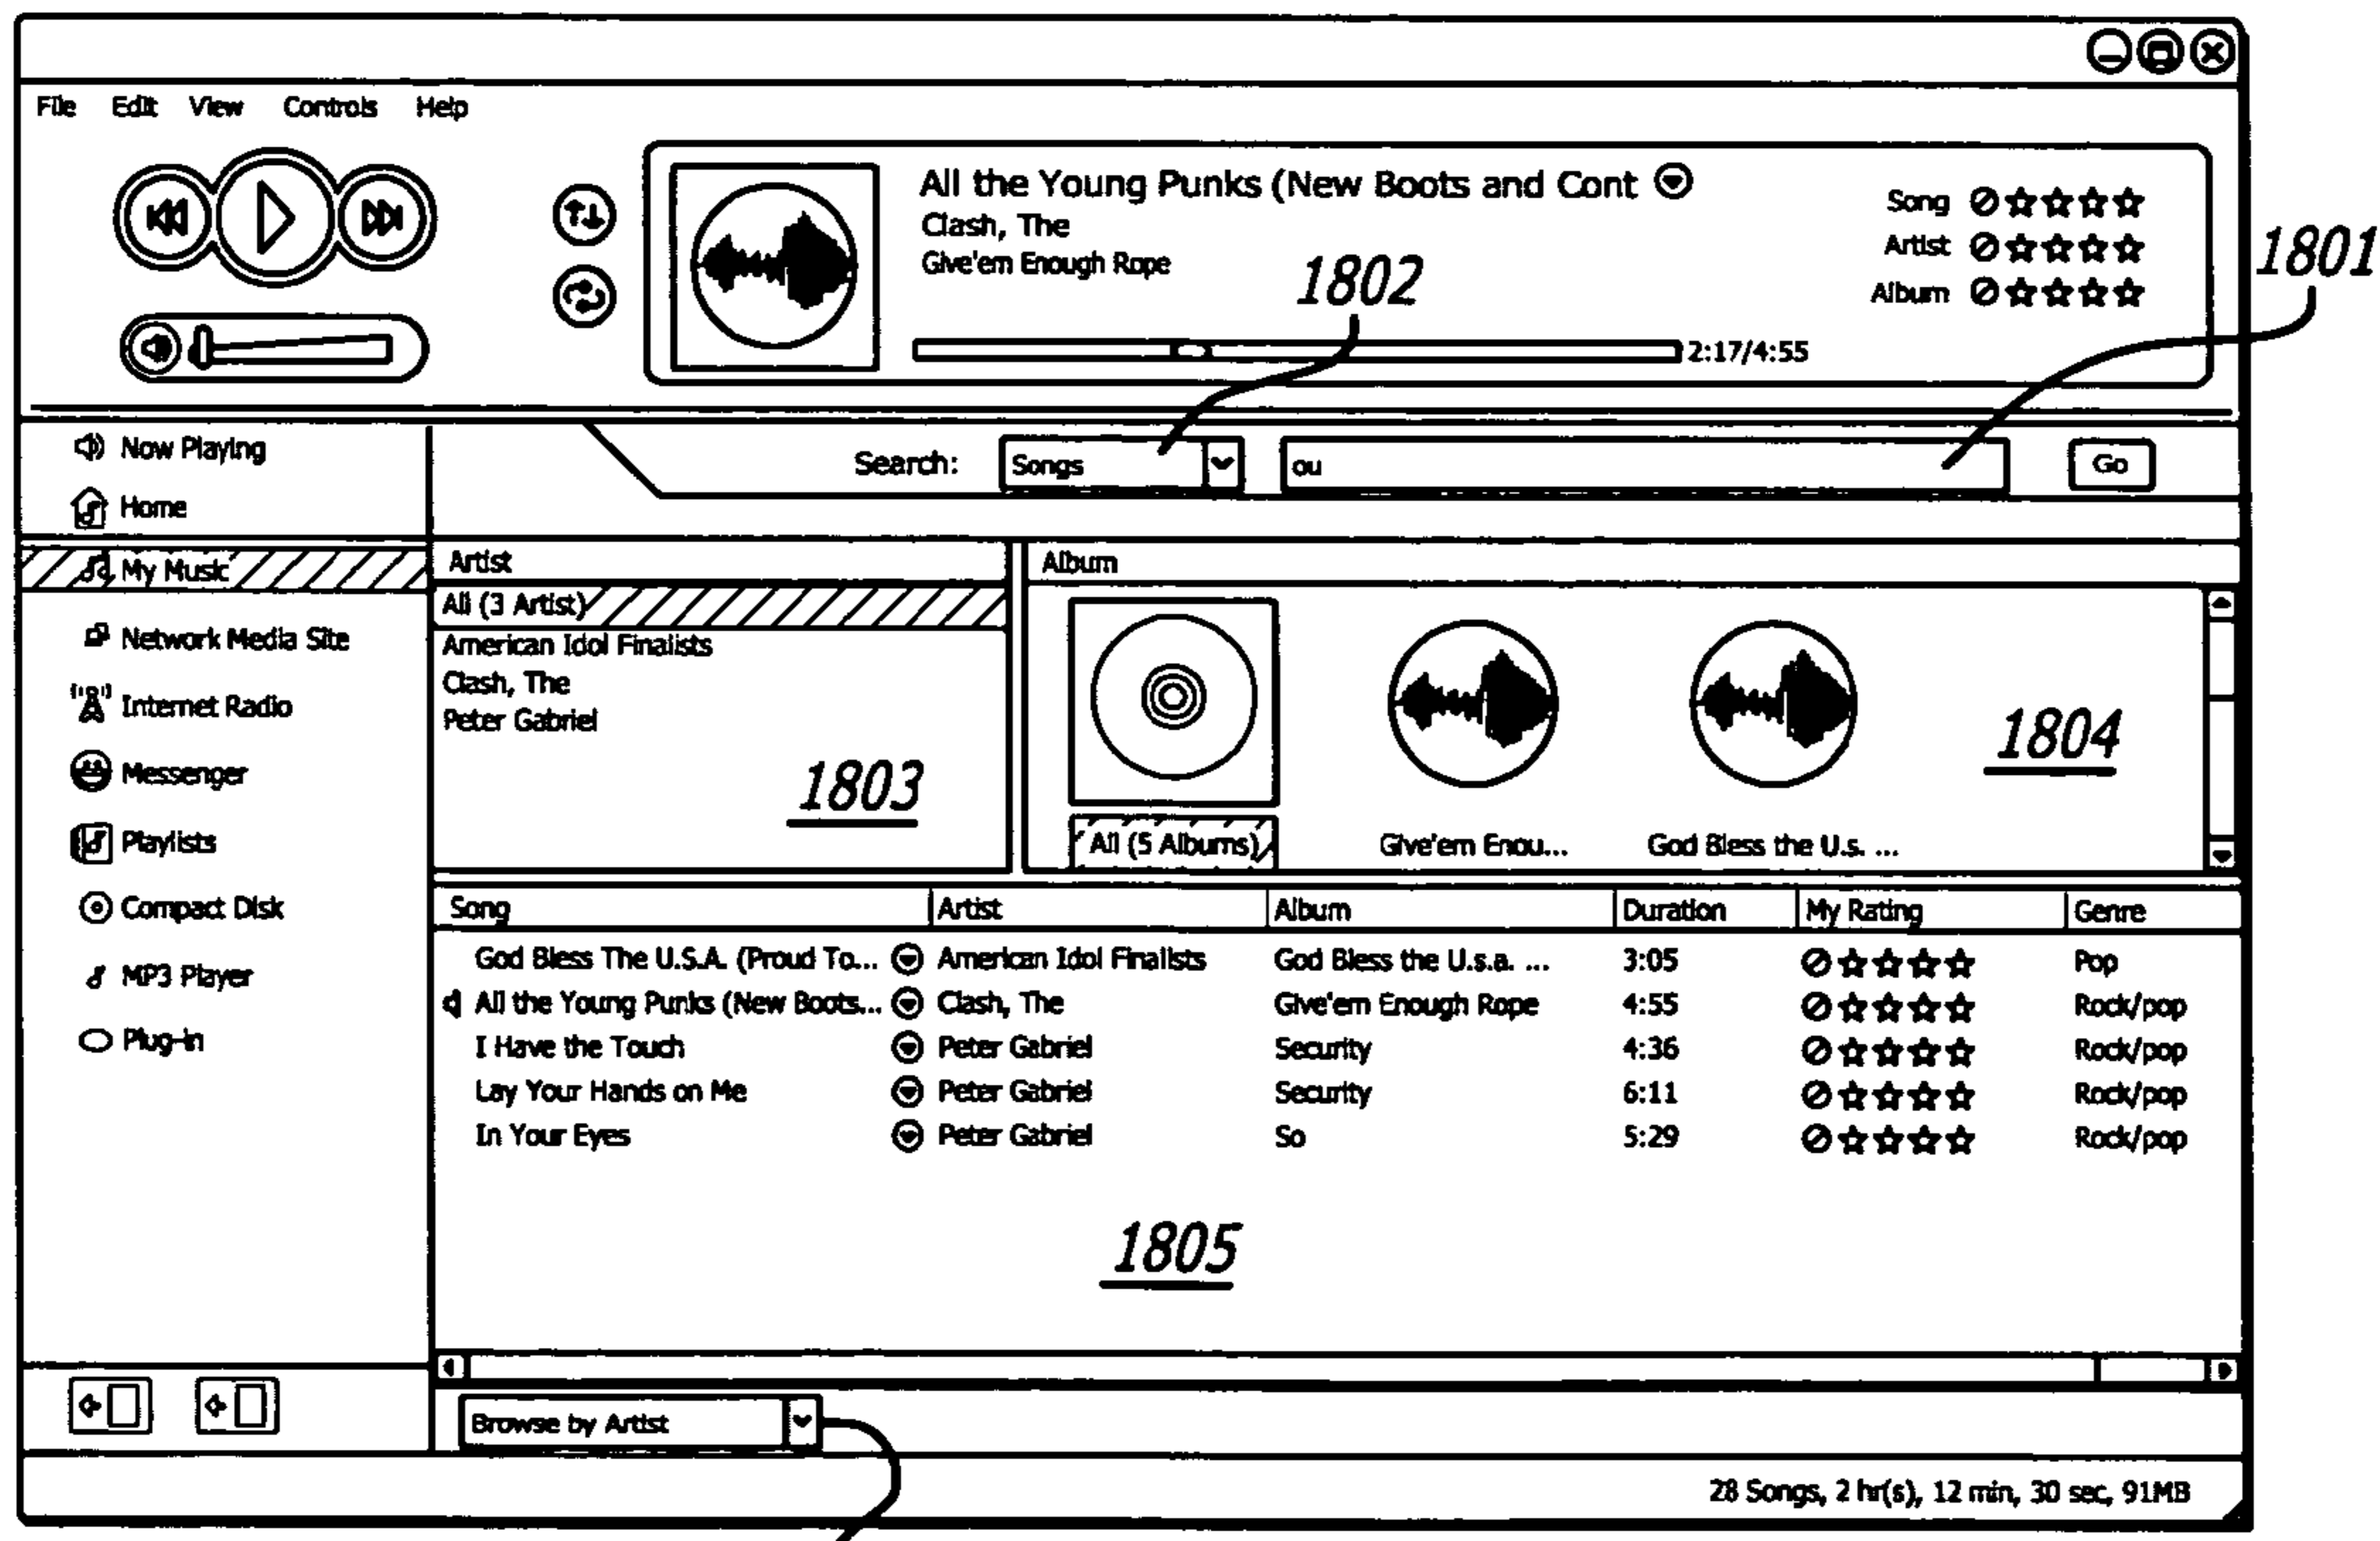 File Edit View Controls Help
All the Young Punks (New Boots and Cont
Clash, The
Give'em Enough Rope
Song
Artist
Album
1801
1802
2:17/4:55
Now Playing
Home
Search: Songs ou Go
My Music
Network Media Site
Internet Radio
Messenger
Playlists
Compact Disk
MP3 Player
Plug-in
Artist
All (3 Artist)
American Idol Finalists
Clash, The
Peter Gabriel
1803
Album
1804
All (5 Albums) Give'em Enou... God Bless the U.s. ...
Song Artist Album Duration My Rating Genre
God Bless The U.S.A. (Proud To... American Idol Finalists God Bless the U.s.a. ... 3:05 Pop
All the Young Punks (New Boots... Clash, The Give'em Enough Rope 4:55 Rock/pop
I Have the Touch Peter Gabriel Security 4:36 Rock/pop
Lay Your Hands on Me Peter Gabriel Security 6:11 Rock/pop
In Your Eyes Peter Gabriel So 5:29 Rock/pop
1805
Browse by Artist
28 Songs, 2 hr(s), 12 min, 30 sec, 91MB